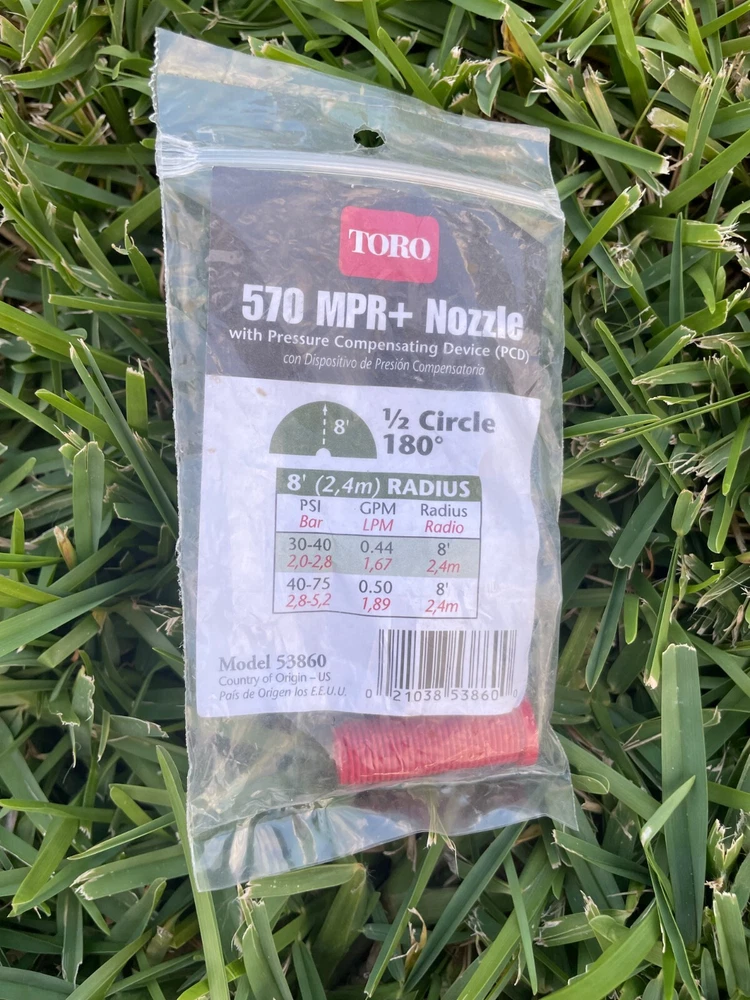 TORO
570 MPR+ Nozzle
with Pressure Compensating Device (PCD)
con Dispositivo de Presión Compensatoria
8'
½ Circle
180°
8' (2,4m) RADIUS
PSI GPM Radius
Bar LPM Radio
30-40 0.44 8'
2,0-2,8 1,67 2,4m
40-75 0.50 8'
2,8-5,2 1,89 2,4m
Model 53860
Country of Origin – US
País de Origen los E.E.U.U.
0 21038 53860 0